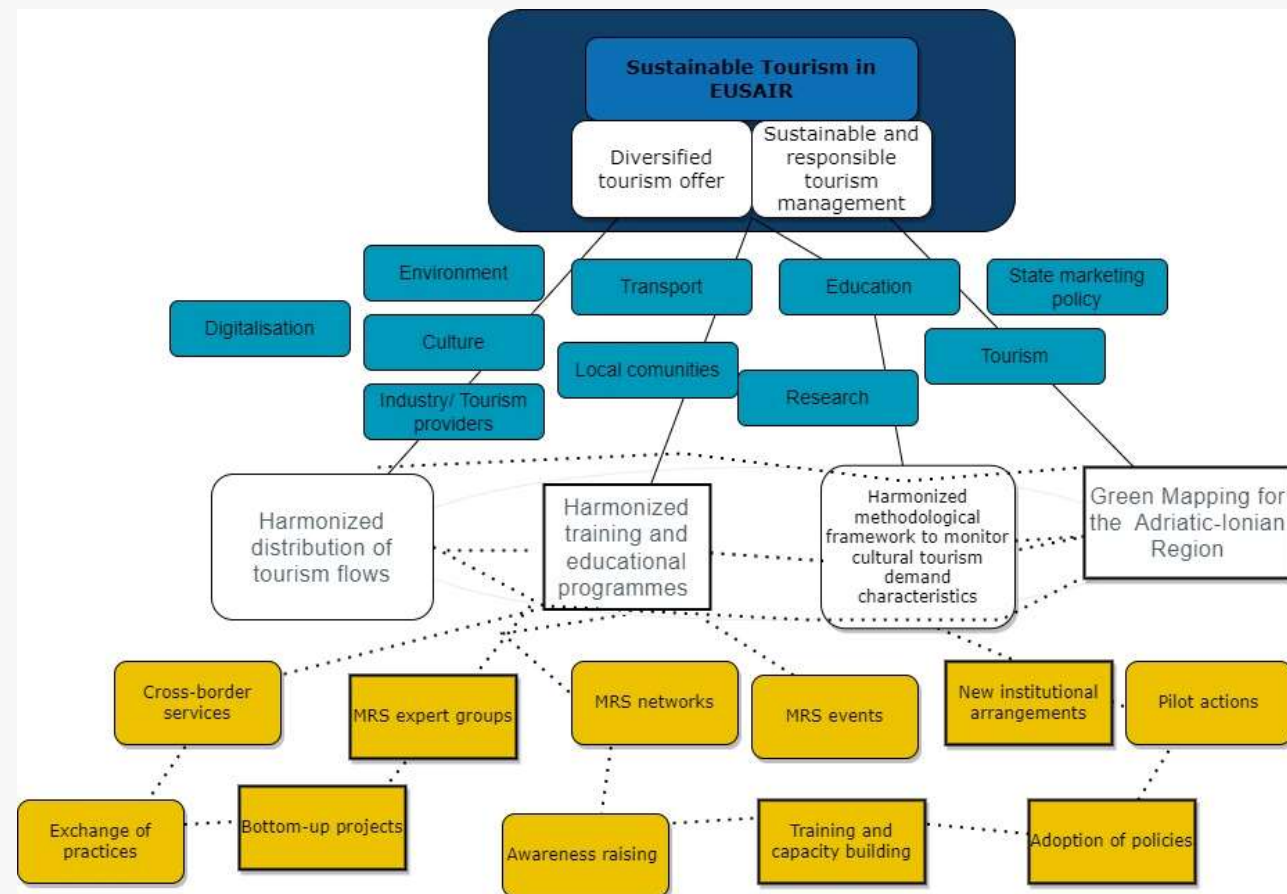 Sustainable Tourism in
EUSAIR
Diversified
tourism offer
Sustainable and
responsible
tourism
management
Environment
Transport
Education
State marketing
policy
Digitalisation
Culture
Local comunities
Tourism
Industry/ Tourism
providers
Research
Harmonized
distribution of
tourism flows
Harmonized
training and
educational
programmes
Harmonized
methodological
framework to monitor
cultural tourism
demand
characteristics
Green Mapping for
the Adriatic-Ionian
Region
Cross-border
services
MRS expert groups
MRS networks
MRS events
New institutional
arrangements
Pilot actions
Exchange of
practices
Bottom-up projects
Awareness raising
Training and
capacity building
Adoption of policies